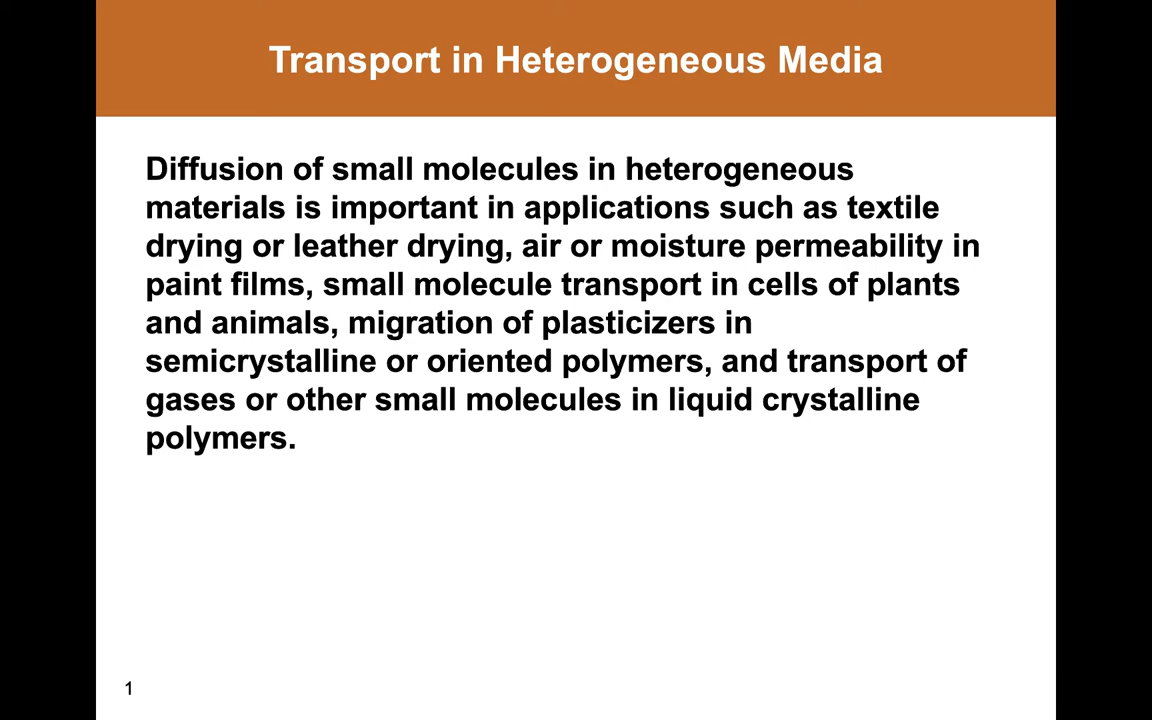 Transport in Heterogeneous Media
Diffusion of small molecules in heterogeneous
materials is important in applications such as textile
drying or leather drying, air or moisture permeability in
paint films, small molecule transport in cells of plants
and animals, migration of plasticizers in
semicrystalline or oriented polymers, and transport of
gases or other small molecules in liquid crystalline
polymers.
1